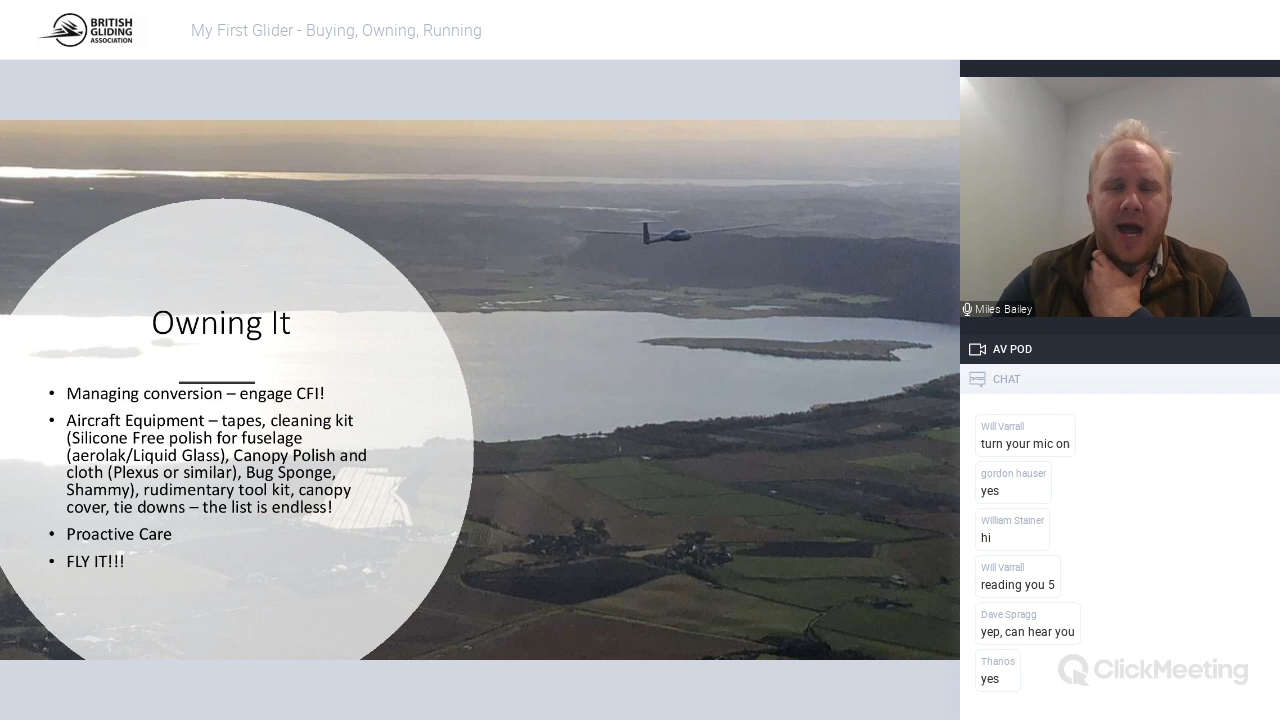 BRITISH
GLIDING
ASSOCIATION
My First Glider - Buying, Owning, Running
Owning It
• Managing conversion – engage CFI!
• Aircraft Equipment – tapes, cleaning kit
(Silicone Free polish for fuselage
(aerolak/Liquid Glass), Canopy Polish and
cloth (Plexus or similar), Bug Sponge,
Shammy), rudimentary tool kit, canopy
cover, tie downs – the list is endless!
• Proactive Care
• FLY IT!!!
Miles Bailey
AV POD
CHAT
Will Varrall
turn your mic on
gordon hauser
yes
William Stainer
hi
Will Varrall
reading you 5
Dave Spragg
yep, can hear you
Thanos
yes
ClickMeeting